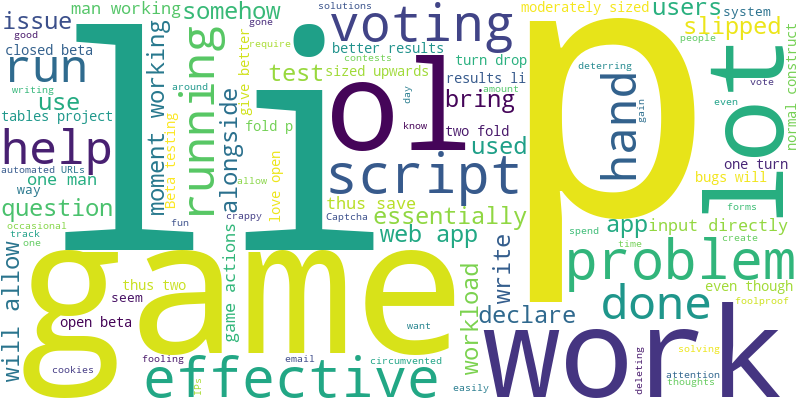 man working
somehow
issue
good
gone
solutions
moderately sized
users
system
slipped
people
closed beta
run
voting
better results
turn drop
require
contests
give better
li
p
ol
lot
normal construct
writing
around
test
sized upwards
results li
deterring
vote
tables project
use
moment working
running
alongside
day
bring
hand
gain
even
help
Beta testing
fold p
amount
know
two fold
used
one turn
automated URLs
one man
way
love open
script
bugs will
question
allow
thus save
essentially
forms
occasional
fun
crappy
Captcha
web app
app
input directly
track
one
game actions
write
spend
create
will allow
game
time
problem
thus two
seem
workload
even though
foolproof
open beta
want
declare
done
work
cookies
fooling
email
circumvented
effective
IPs
easily
deleting
solving
attention
thoughts